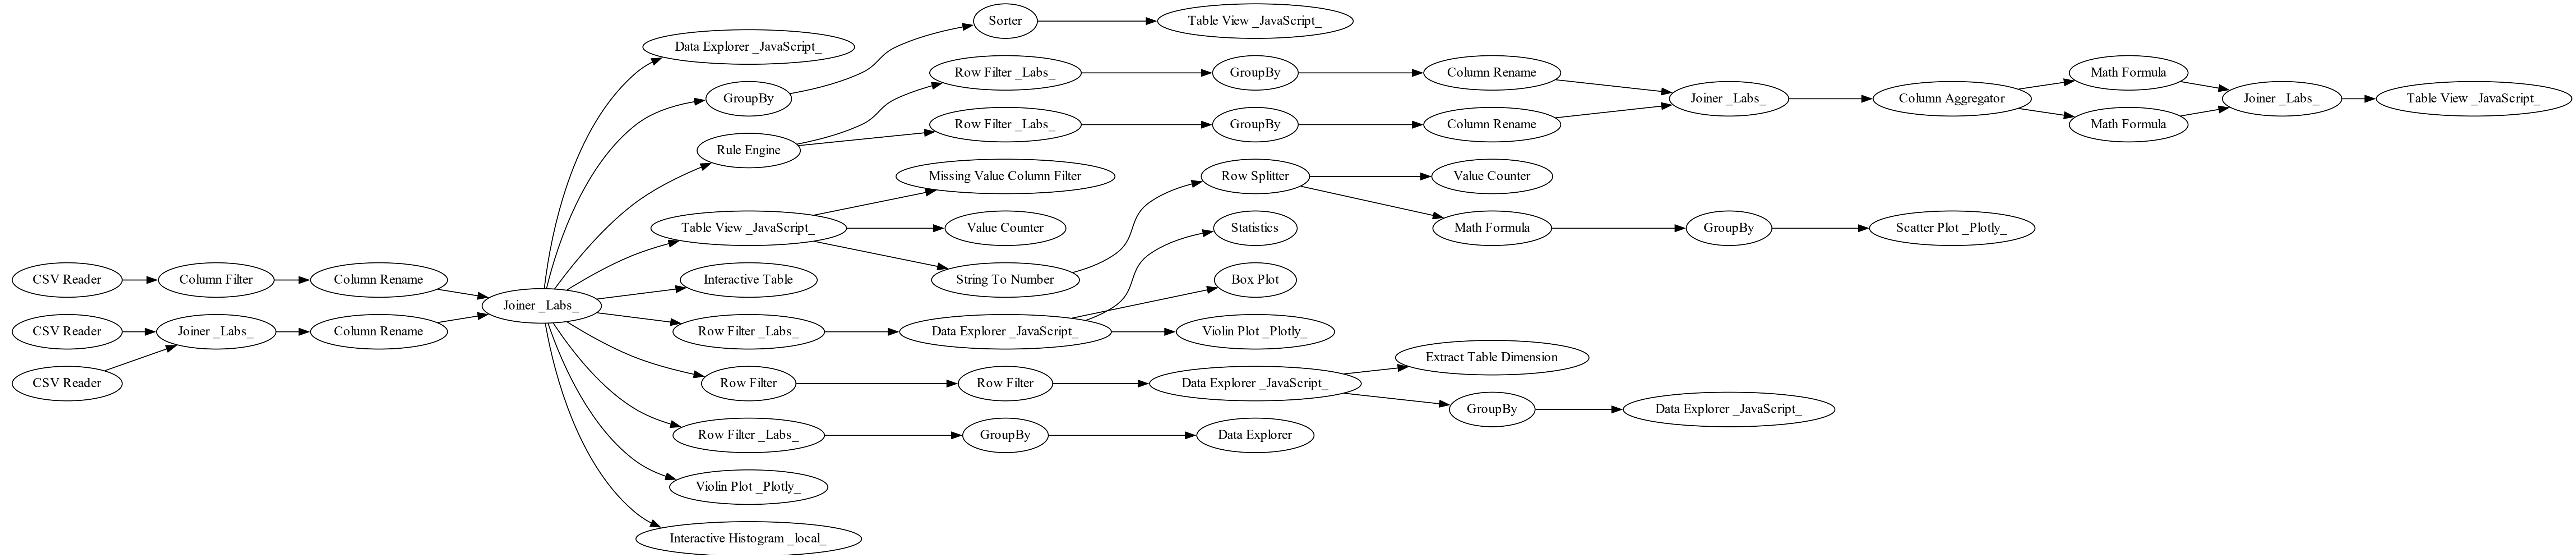 Sorter
Table View _JavaScript_
Data Explorer _JavaScript_
Row Filter _Labs_
GroupBy
Column Rename
Math Formula
GroupBy
Joiner _Labs_
Column Aggregator
Joiner _Labs_
Table View _JavaScript_
Row Filter _Labs_
GroupBy
Column Rename
Math Formula
Rule Engine
Missing Value Column Filter
Row Splitter
Value Counter
Table View _JavaScript_
Value Counter
Statistics
Math Formula
GroupBy
Scatter Plot _Plotly_
CSV Reader
Column Filter
Column Rename
Interactive Table
String To Number
Box Plot
Joiner _Labs_
CSV Reader
Joiner _Labs_
Column Rename
Row Filter _Labs_
Data Explorer _JavaScript_
Violin Plot _Plotly_
Extract Table Dimension
CSV Reader
Row Filter
Row Filter
Data Explorer _JavaScript_
GroupBy
Data Explorer _JavaScript_
Row Filter _Labs_
GroupBy
Data Explorer
Violin Plot _Plotly_
Interactive Histogram _local_